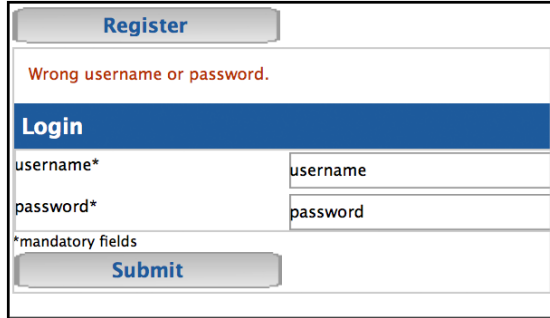 Register
Wrong username or password.
Login
username* username
password* password
*mandatory fields
Submit